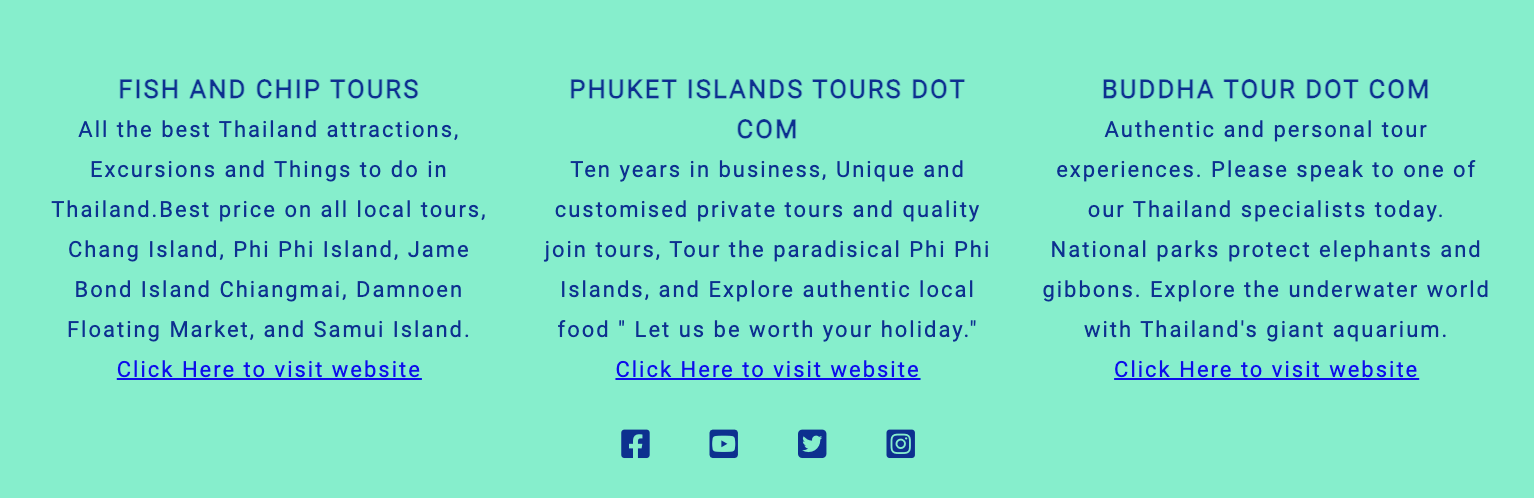 FISH AND CHIP TOURS
All the best Thailand attractions,
Excursions and Things to do in
Thailand.Best price on all local tours,
Chang Island, Phi Phi Island, Jame
Bond Island Chiangmai, Damnoen
Floating Market, and Samui Island.
Click Here to visit website
PHUKET ISLANDS TOURS DOT
COM
Ten years in business, Unique and
customised private tours and quality
join tours, Tour the paradisical Phi Phi
Islands, and Explore authentic local
food " Let us be worth your holiday."
Click Here to visit website
BUDDHA TOUR DOT COM
Authentic and personal tour
experiences. Please speak to one of
our Thailand specialists today.
National parks protect elephants and
gibbons. Explore the underwater world
with Thailand's giant aquarium.
Click Here to visit website